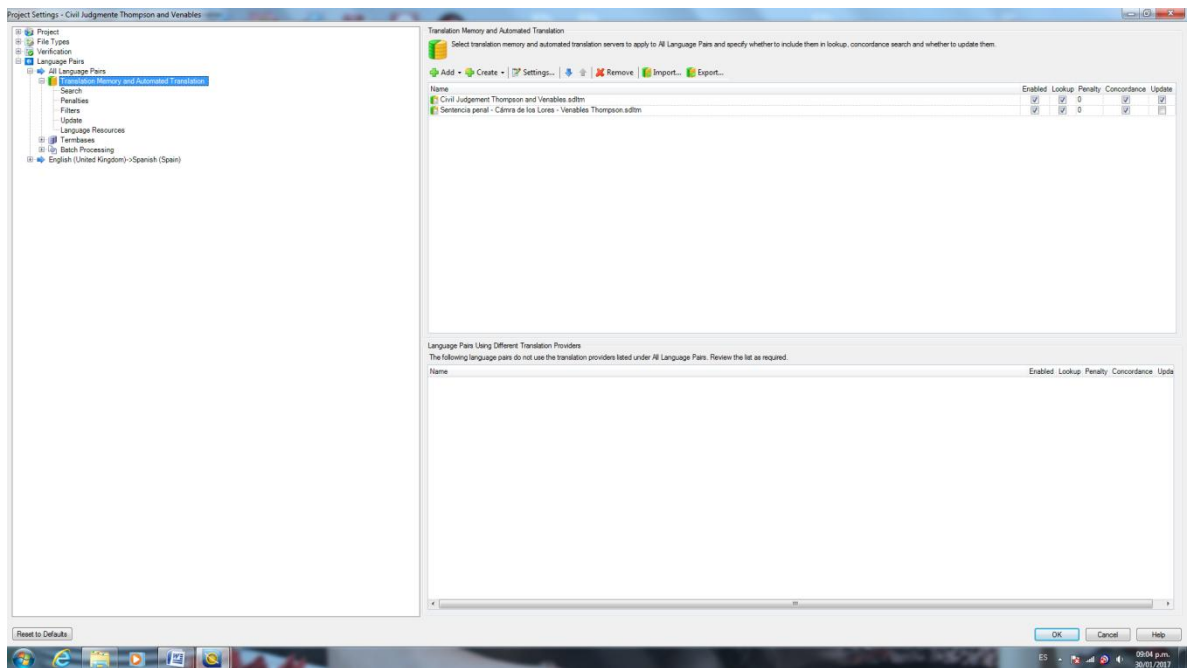 Project Settings - Civil Judgmente Thompson and Venables
Project
File Types
Verification
Language Pairs
All Language Pairs
Translation Memory and Automated Translation
Search
Penalties
Filters
Update
Language Resources
Termbases
Batch Processing
English (United Kingdom)->Spanish (Spain)
Translation Memory and Automated Translation
Select translation memory and automated translation servers to apply to All Language Pairs and specify whether to include them in lookup, concordance search and whether to update them.
Add Create Settings... Remove Import... Export...
Name Enabled Lookup Penalty Concordance Update
Civil Judgement Thompson and Venables.sdltm 0
Sentencia penal - Cámra de los Lores - Venables Thompson.sdltm 0
Language Pairs Using Different Translation Providers
The following language pairs do not use the translation providers listed under All Language Pairs. Review the list as required.
Name Enabled Lookup Penalty Concordance Upda
Reset to Defaults OK Cancel Help
ES 09:04 p.m.
30/01/2017